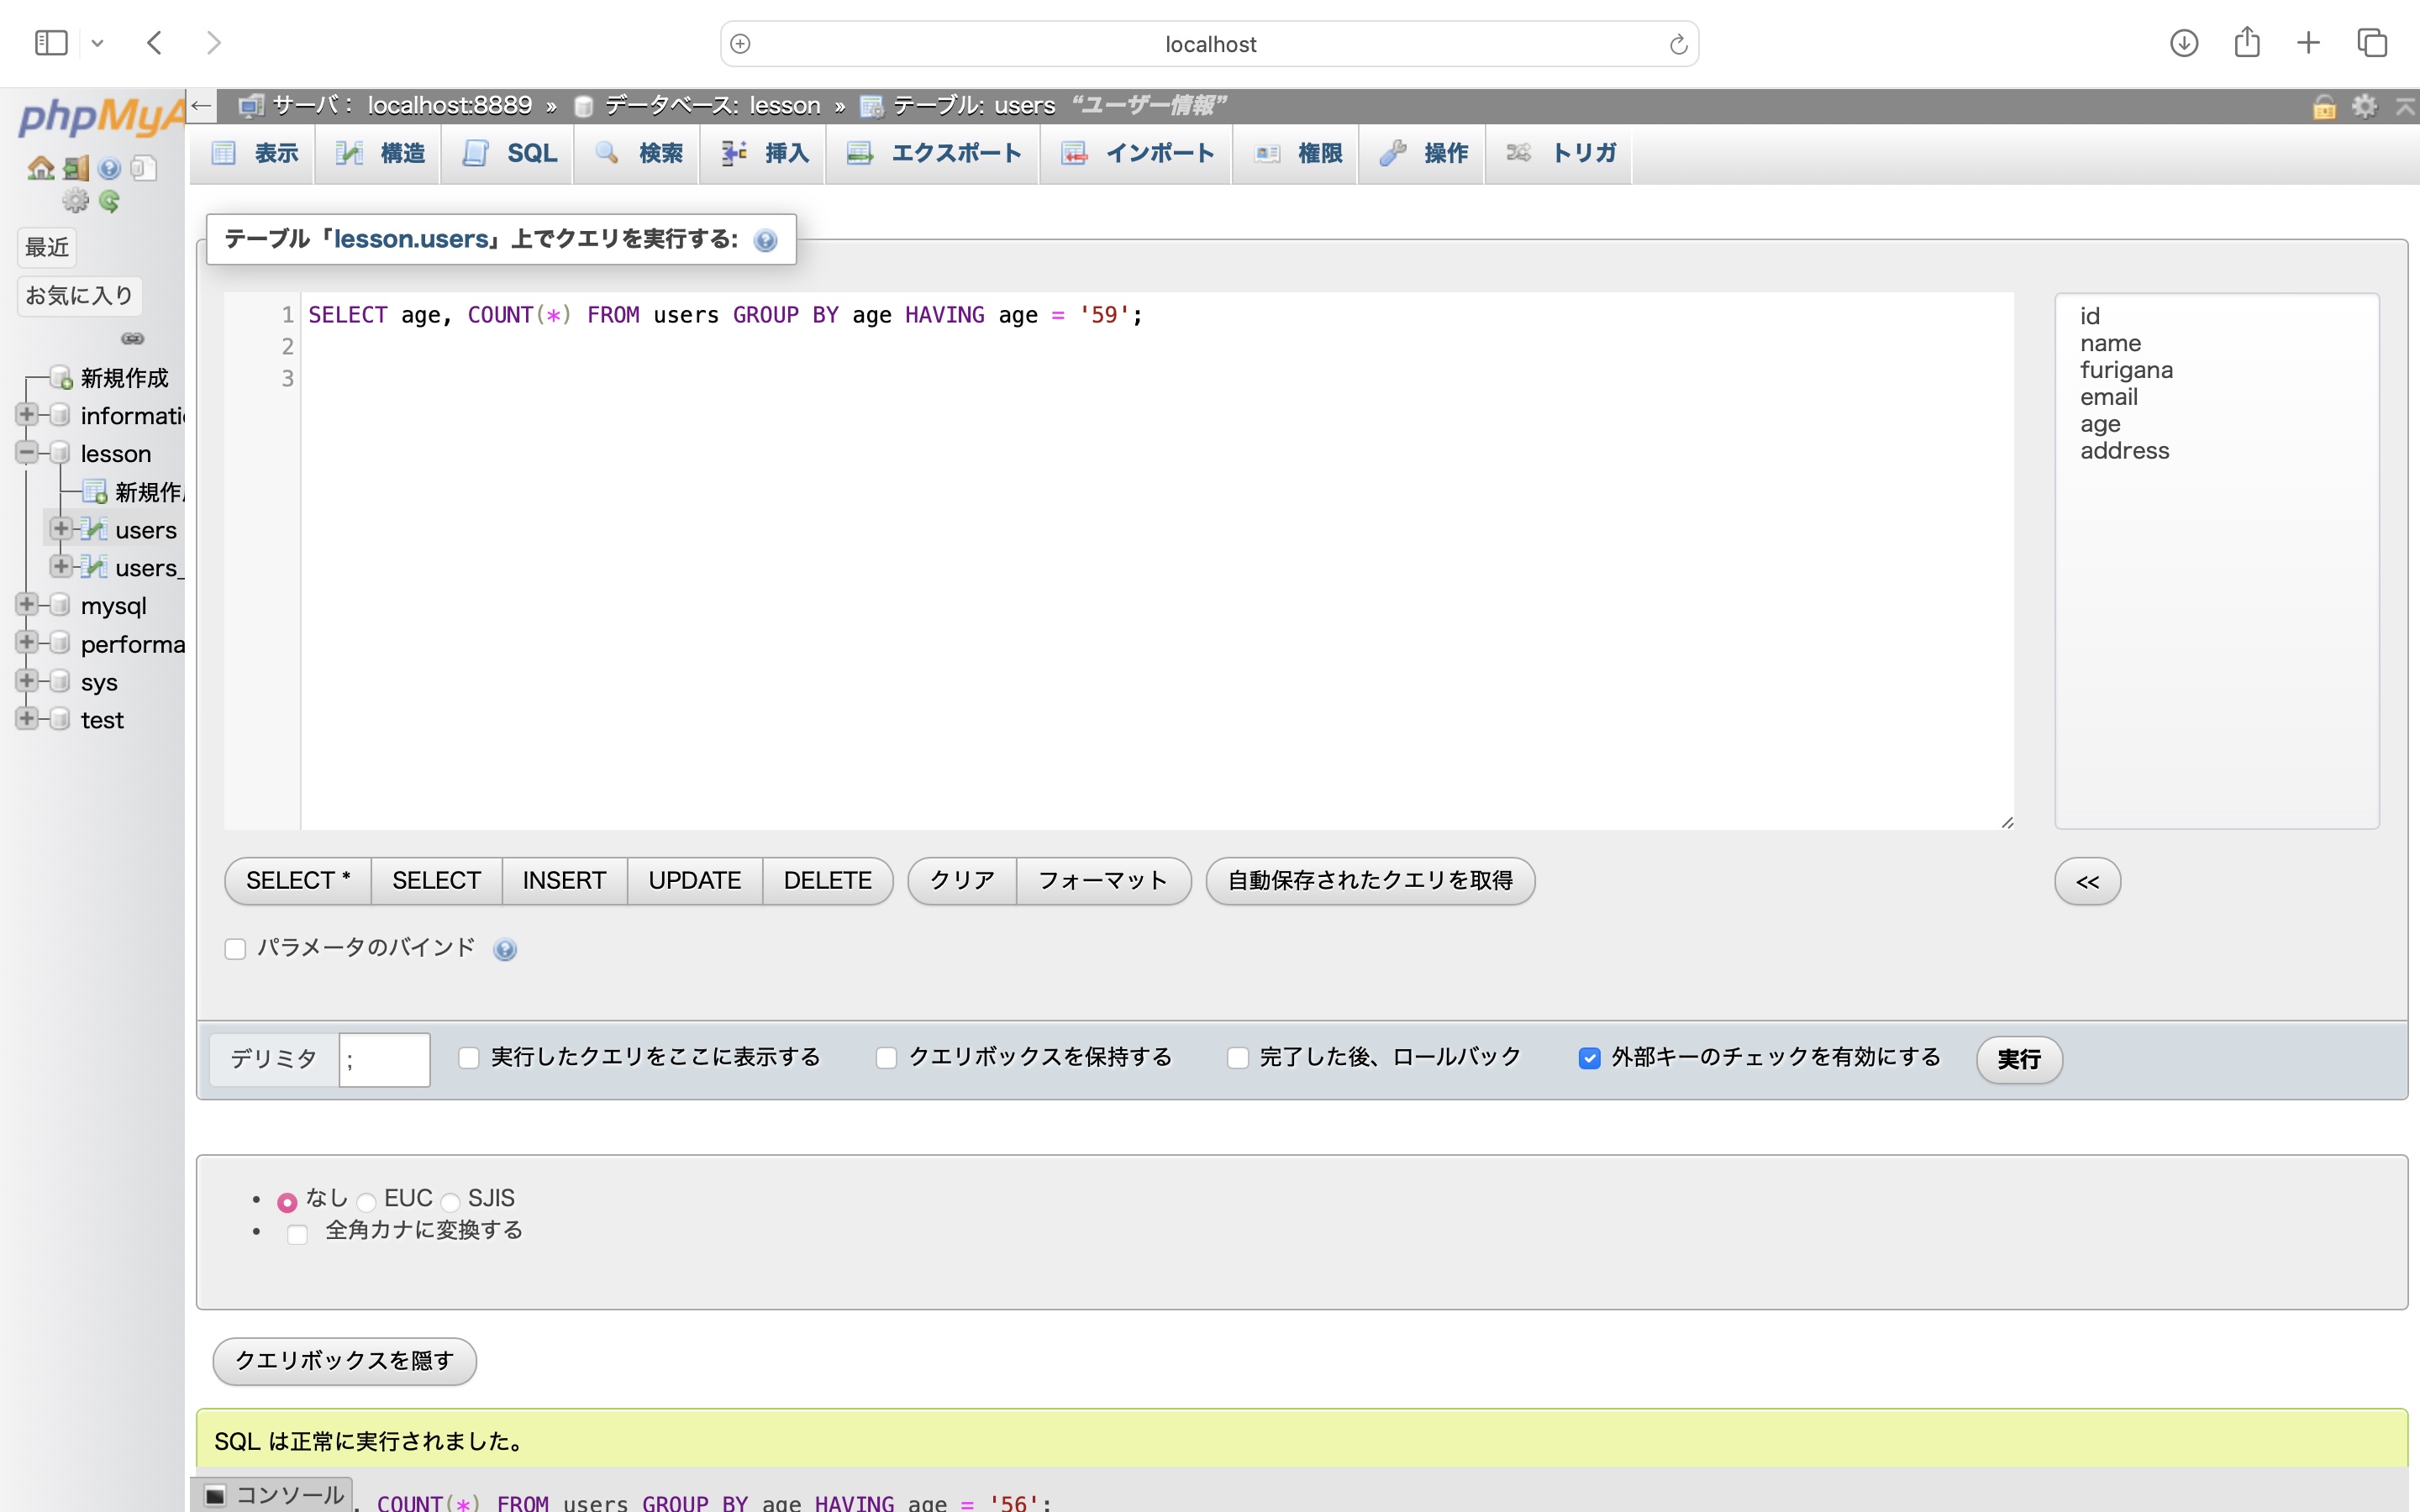 localhost
phpMyA
サーバ： localhost:8889 » データベース: lesson » テーブル: users “ユーザー情報”
表示 構造 SQL 検索 挿入 エクスポート インポート 権限 操作 トリガ
最近
お気に入り
新規作成
informati
lesson
新規作
users
users_
mysql
performa
sys
test
テーブル「lesson.users」上でクエリを実行する:
1 SELECT age, COUNT(*) FROM users GROUP BY age HAVING age = '59';
2
3
id
name
furigana
email
age
address
SELECT * SELECT INSERT UPDATE DELETE クリア フォーマット 自動保存されたクエリを取得 <<
パラメータのバインド
デリミタ ; 実行したクエリをここに表示する クエリボックスを保持する 完了した後、ロールバック 外部キーのチェックを有効にする 実行
• なし EUC SJIS
• 全角カナに変換する
クエリボックスを隠す
SQL は正常に実行されました。
コンソール , COUNT(*) FROM users GROUP BY age HAVING age = '56';